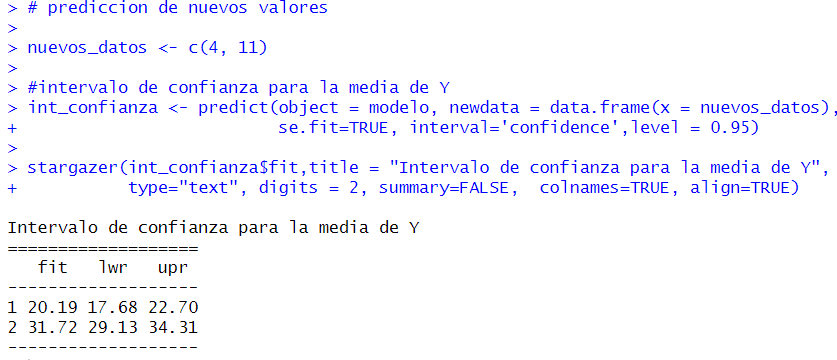 > # prediccion de nuevos valores
>
> nuevos_datos <- c(4, 11)
>
> #intervalo de confianza para la media de Y
> int_confianza <- predict(object = modelo, newdata = data.frame(x = nuevos_datos),
+                          se.fit=TRUE, interval='confidence',level = 0.95)
>
> stargazer(int_confianza$fit,title = "Intervalo de confianza para la media de Y",
+           type="text", digits = 2, summary=FALSE,  colnames=TRUE, align=TRUE)

Intervalo de confianza para la media de Y
===================
   fit   lwr   upr
-------------------
1 20.19 17.68 22.70
2 31.72 29.13 34.31
-------------------